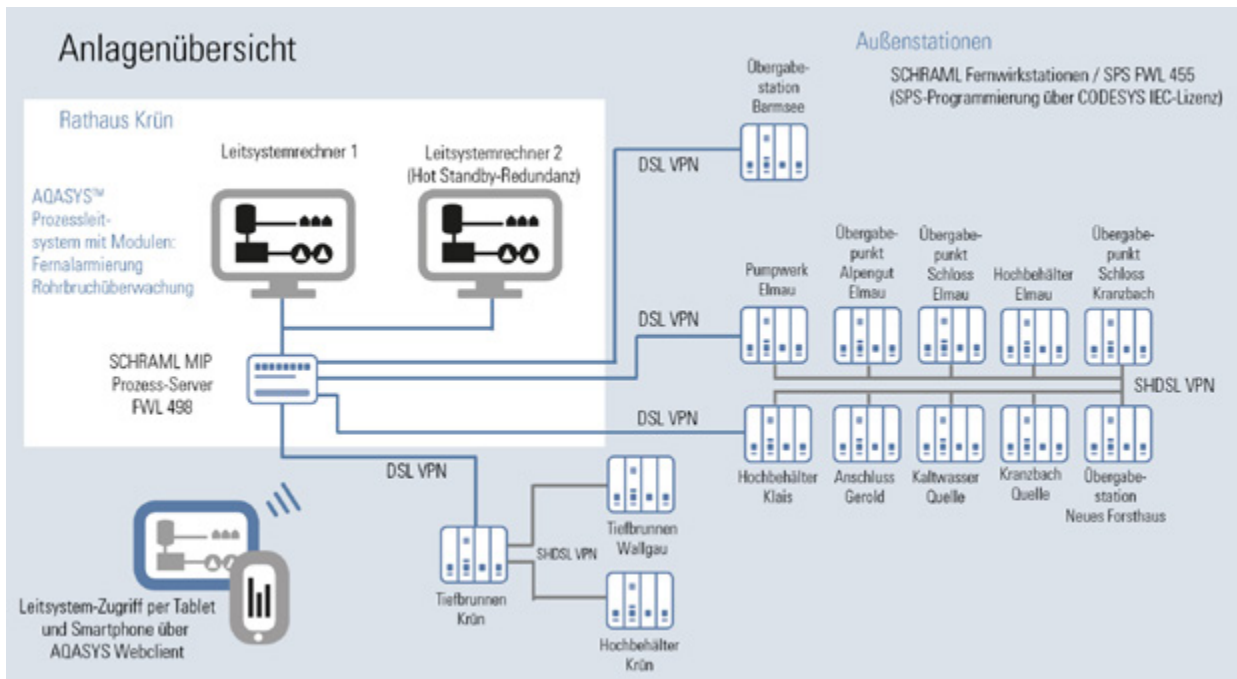 Anlagenübersicht
Außenstationen
SCHRAML Fernwirkstationen / SPS FWL 455
(SPS-Programmierung über CODESYS IEC-Lizenz)
Übergabe-
station
Barmsee
Rathaus Krün
Leitsystemrechner 1
Leitsystemrechner 2
(Hot Standby-Redundanz)
DSL VPN
AQASYS™
Prozessleit-
system mit Modulen:
Fernalarmierung
Rohrbruchüberwachung
Pumpwerk
Elmau
Übergabe-
punkt
Alpengut
Elmau
Übergabe-
punkt
Schloss
Elmau
Hochbehälter
Elmau
Übergabe-
punkt
Schloss
Kranzbach
DSL VPN
SCHRAML MIP
Prozess-Server
FWL 498
SHDSL VPN
DSL VPN
Hochbehälter
Klais
Anschluss
Gerold
Kaltwasser
Quelle
Kranzbach
Quelle
Übergabe-
station
Neues Forsthaus
DSL VPN
Tiefbrunnen
Wallgau
SHDSL VPN
Tiefbrunnen
Krün
Hochbehälter
Krün
Leitsystem-Zugriff per Tablet
und Smartphone über
AQASYS Webclient